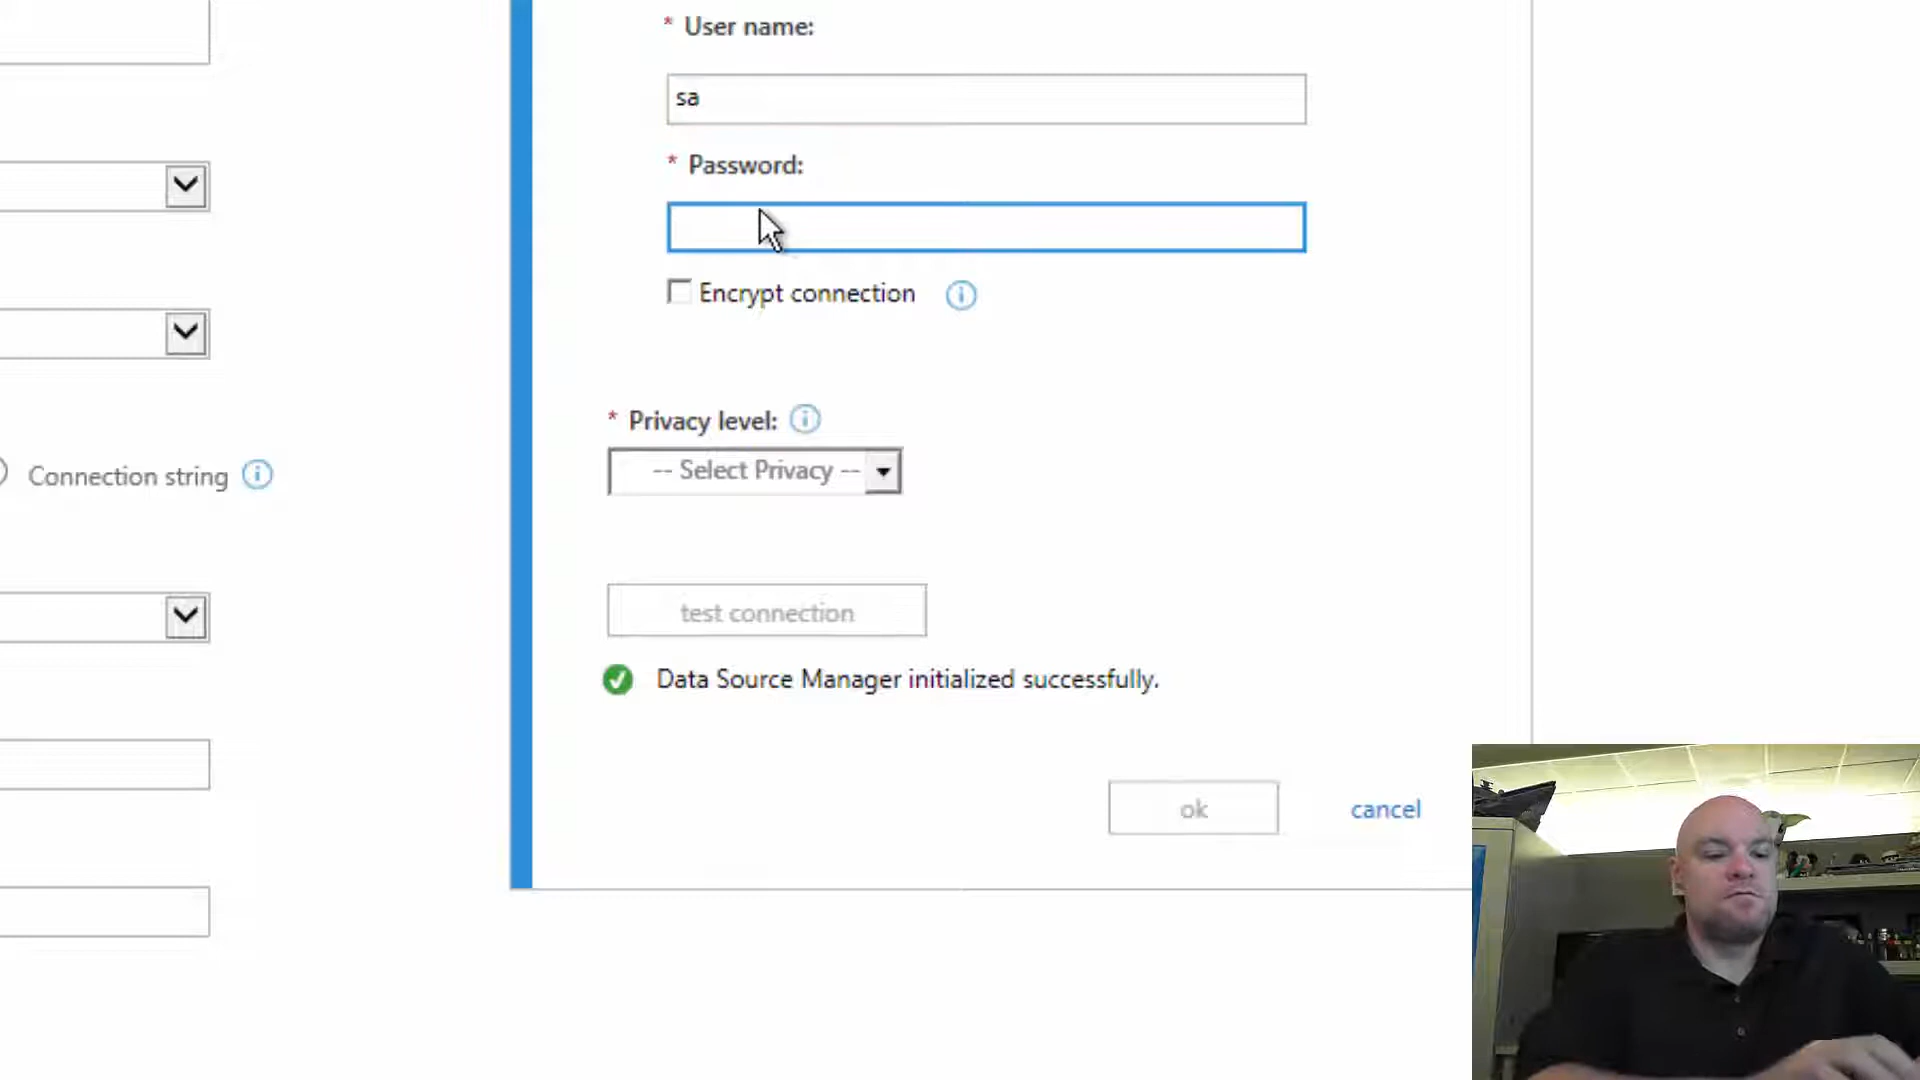 * User name:
sa
* Password:
Encrypt connection
* Privacy level:
-- Select Privacy --
Connection string
test connection
Data Source Manager initialized successfully.
ok
cancel